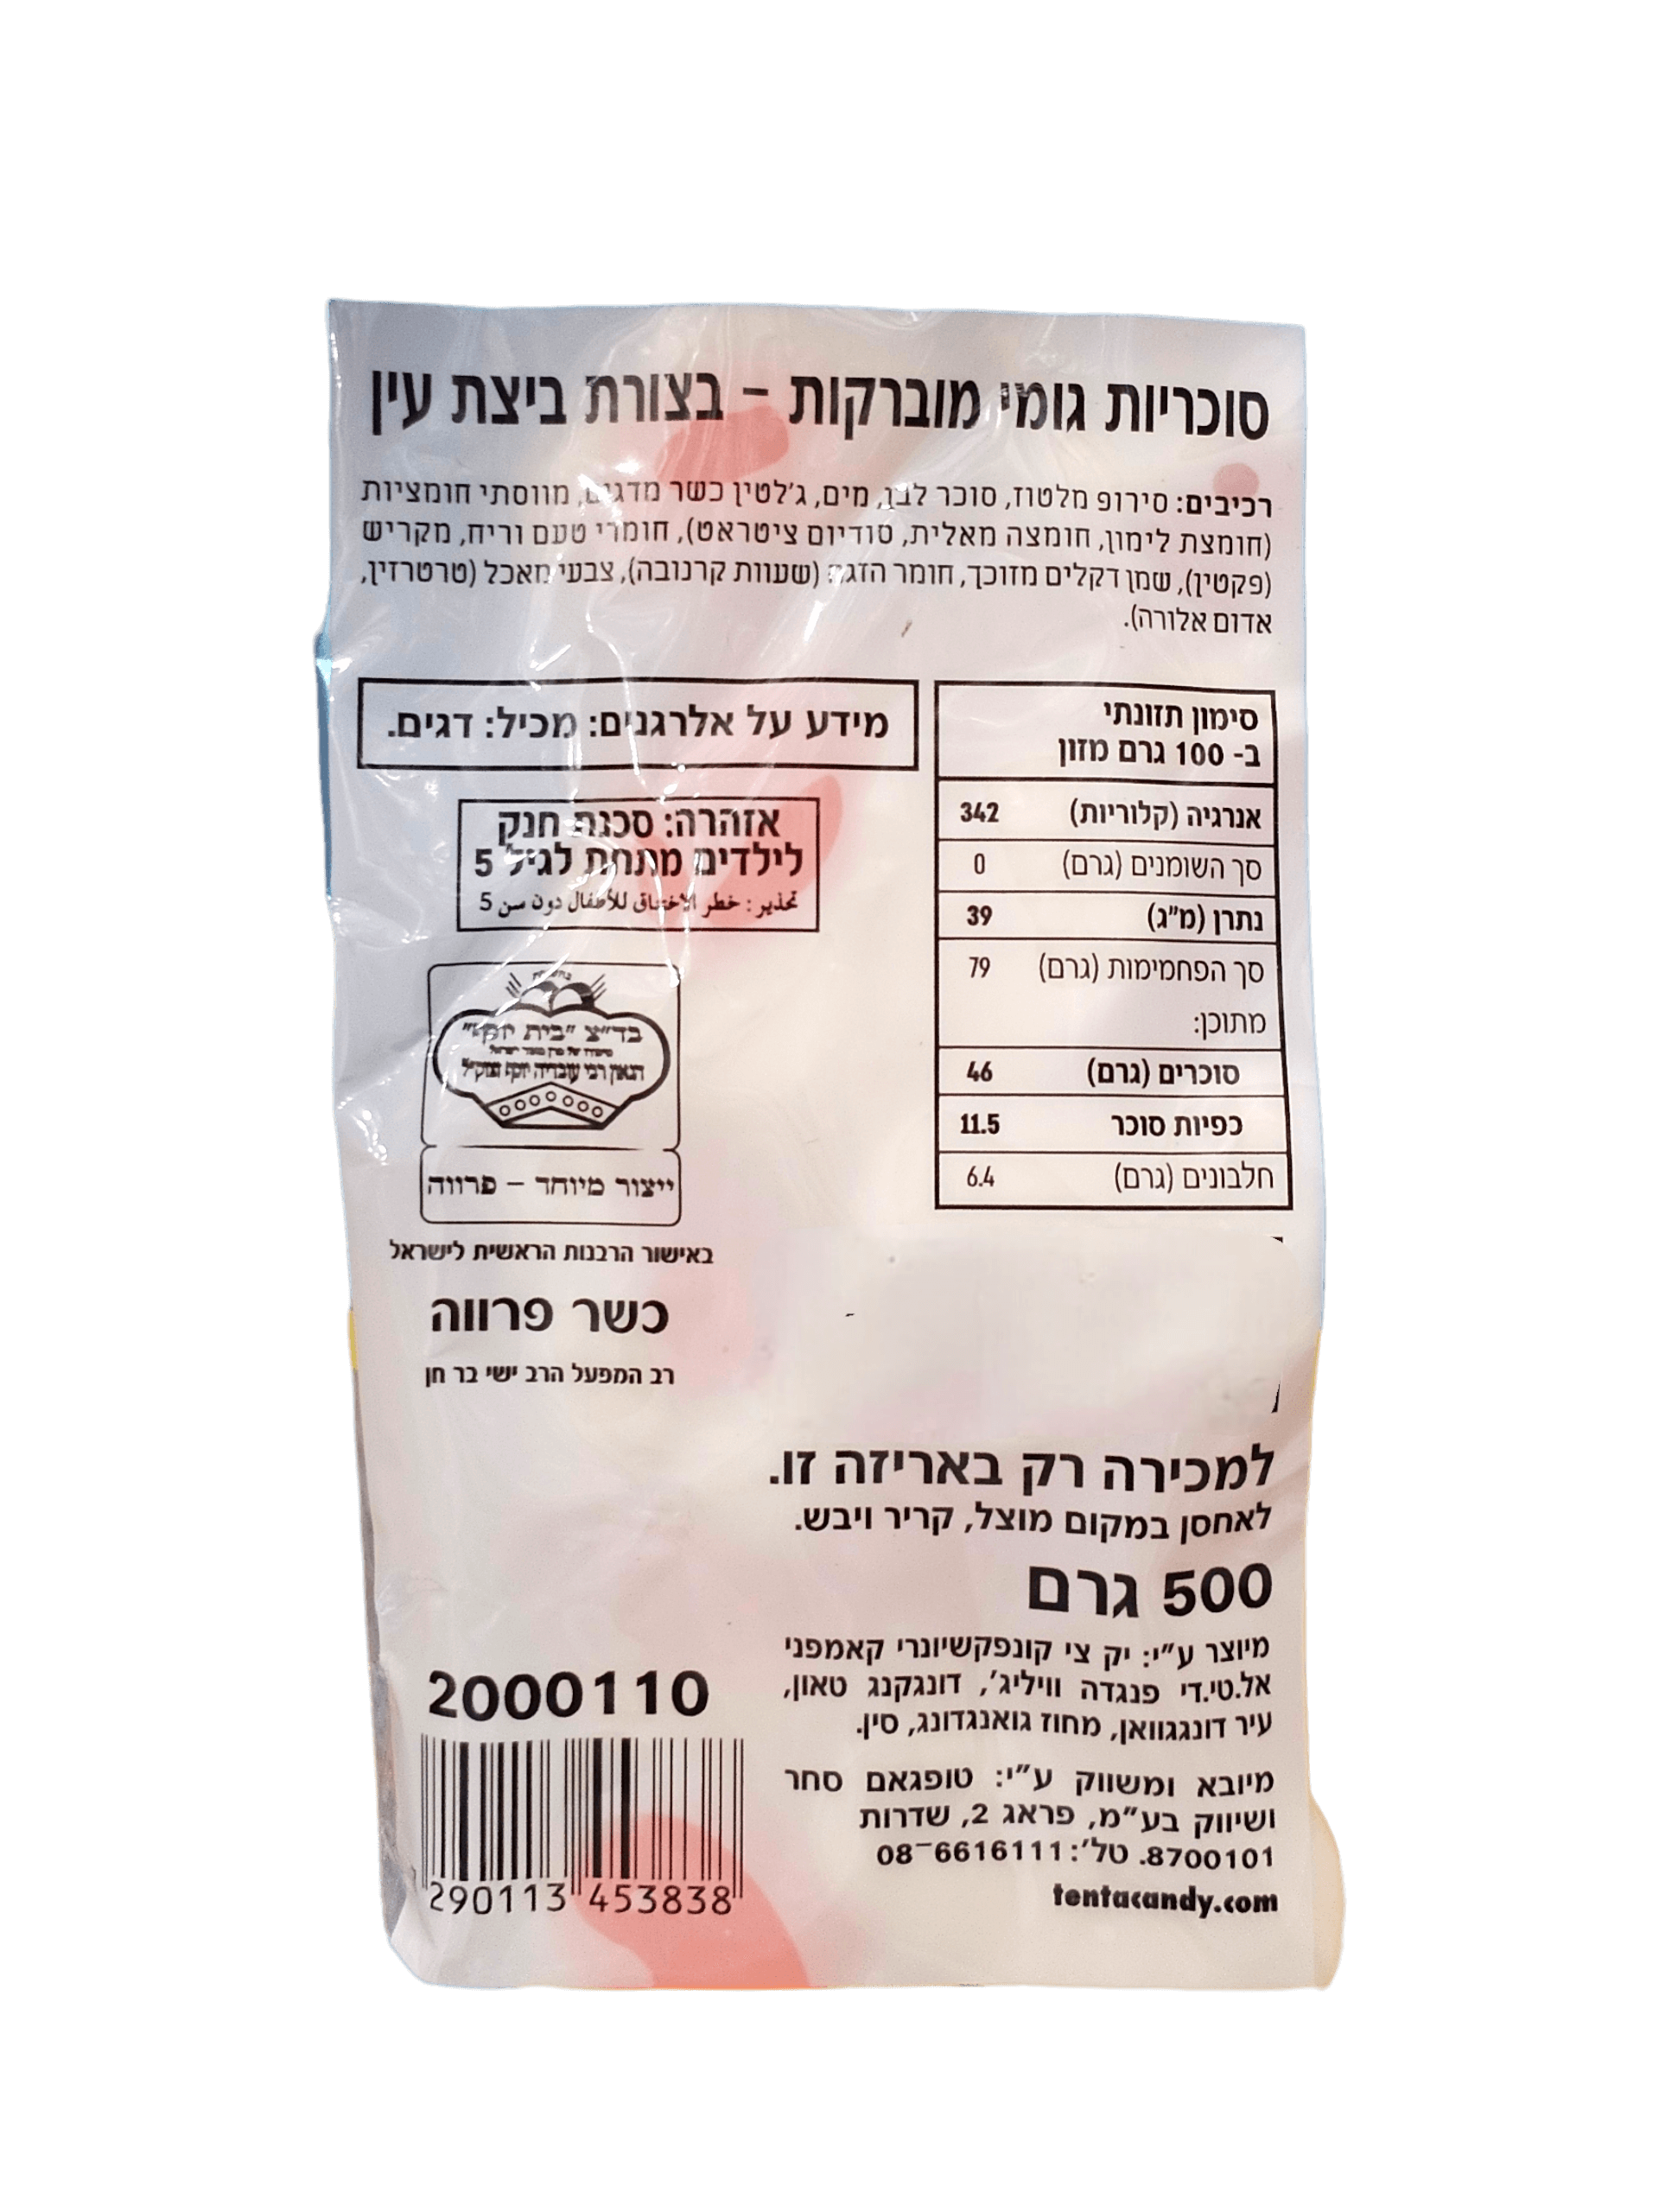 סוכריות גומי מוברקות - בצורת ביצת עין
רכיבים: סירופ מלטוז, סוכר לבן, מים, ג'לטין כשר מדגים, מווסתי חומציות
(חומצת לימון, חומצה מאלית, סודיום ציטראט), חומרי טעם וריח, מקריש
(פקטין), שמן דקלים מזוכך, חומר הזגה (שעוות קרנובה), צבעי מאכל (טרטרזין,
אדום אלורה).
מידע על אלרגנים: מכיל: דגים.
אזהרה: סכנת חנק
לילדים מתחת לגיל 5
تحذير: خطر الاختناق للأطفال دون سن 5
סימון תזונתי
ב- 100 גרם מזון
אנרגיה (קלוריות) 342
סך השומנים (גרם) 0
נתרן (מ"ג) 39
סך הפחמימות (גרם) 79
מתוכן:
סוכרים (גרם) 46
כפיות סוכר 11.5
חלבונים (גרם) 6.4
בד"צ "בית יוסף"
הגאון רבי עובדיה יוסף זצוק"ל
ייצור מיוחד - פרווה
באישור הרבנות הראשית לישראל
כשר פרווה
רב המפעל הרב ישי בר חן
למכירה רק באריזה זו.
לאחסן במקום מוצל, קריר ויבש.
500 גרם
מיוצר ע"י: יק צי קונפקשיונרי קאמפני
אל.טי.די פנגדה וויליג', דונגקנג טאון,
עיר דונגגוואן, מחוז גואנגדונג, סין.
מיובא ומשווק ע"י: טופגאם סחר
ושיווק בע"מ, פראג 2, שדרות
8700101. טל': 08-6616111
tentacandy.com
2000110
290113 453838